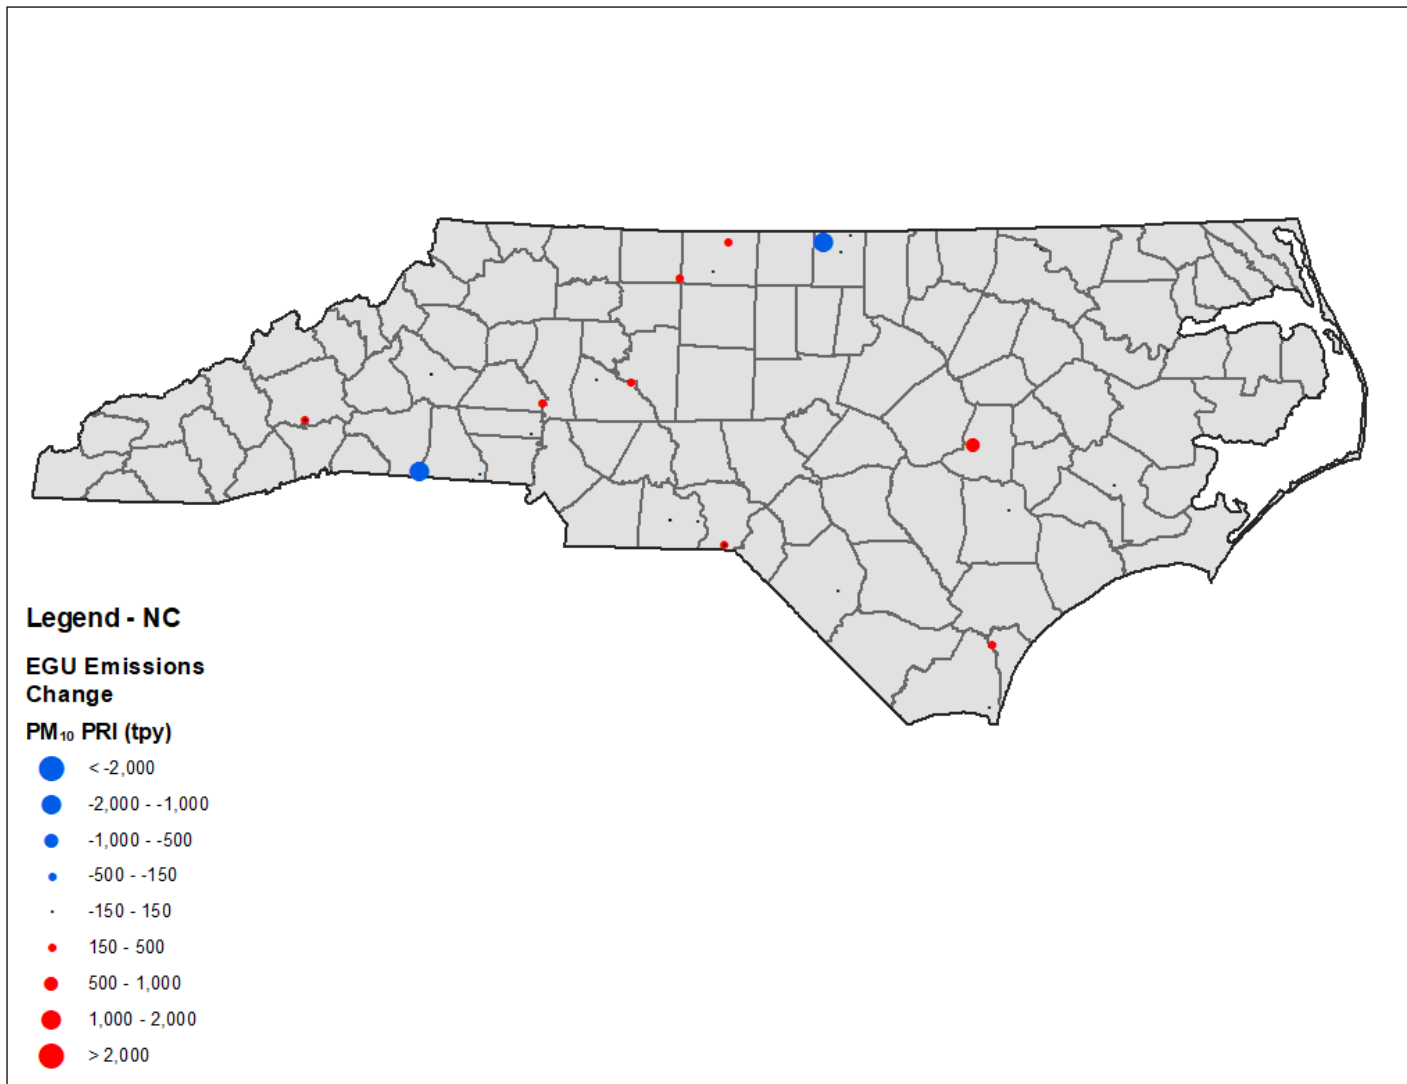 Legend - NC
EGU Emissions
Change
PM₁₀ PRI (tpy)
< -2,000
-2,000 - -1,000
-1,000 - -500
-500 - -150
-150 - 150
150 - 500
500 - 1,000
1,000 - 2,000
> 2,000